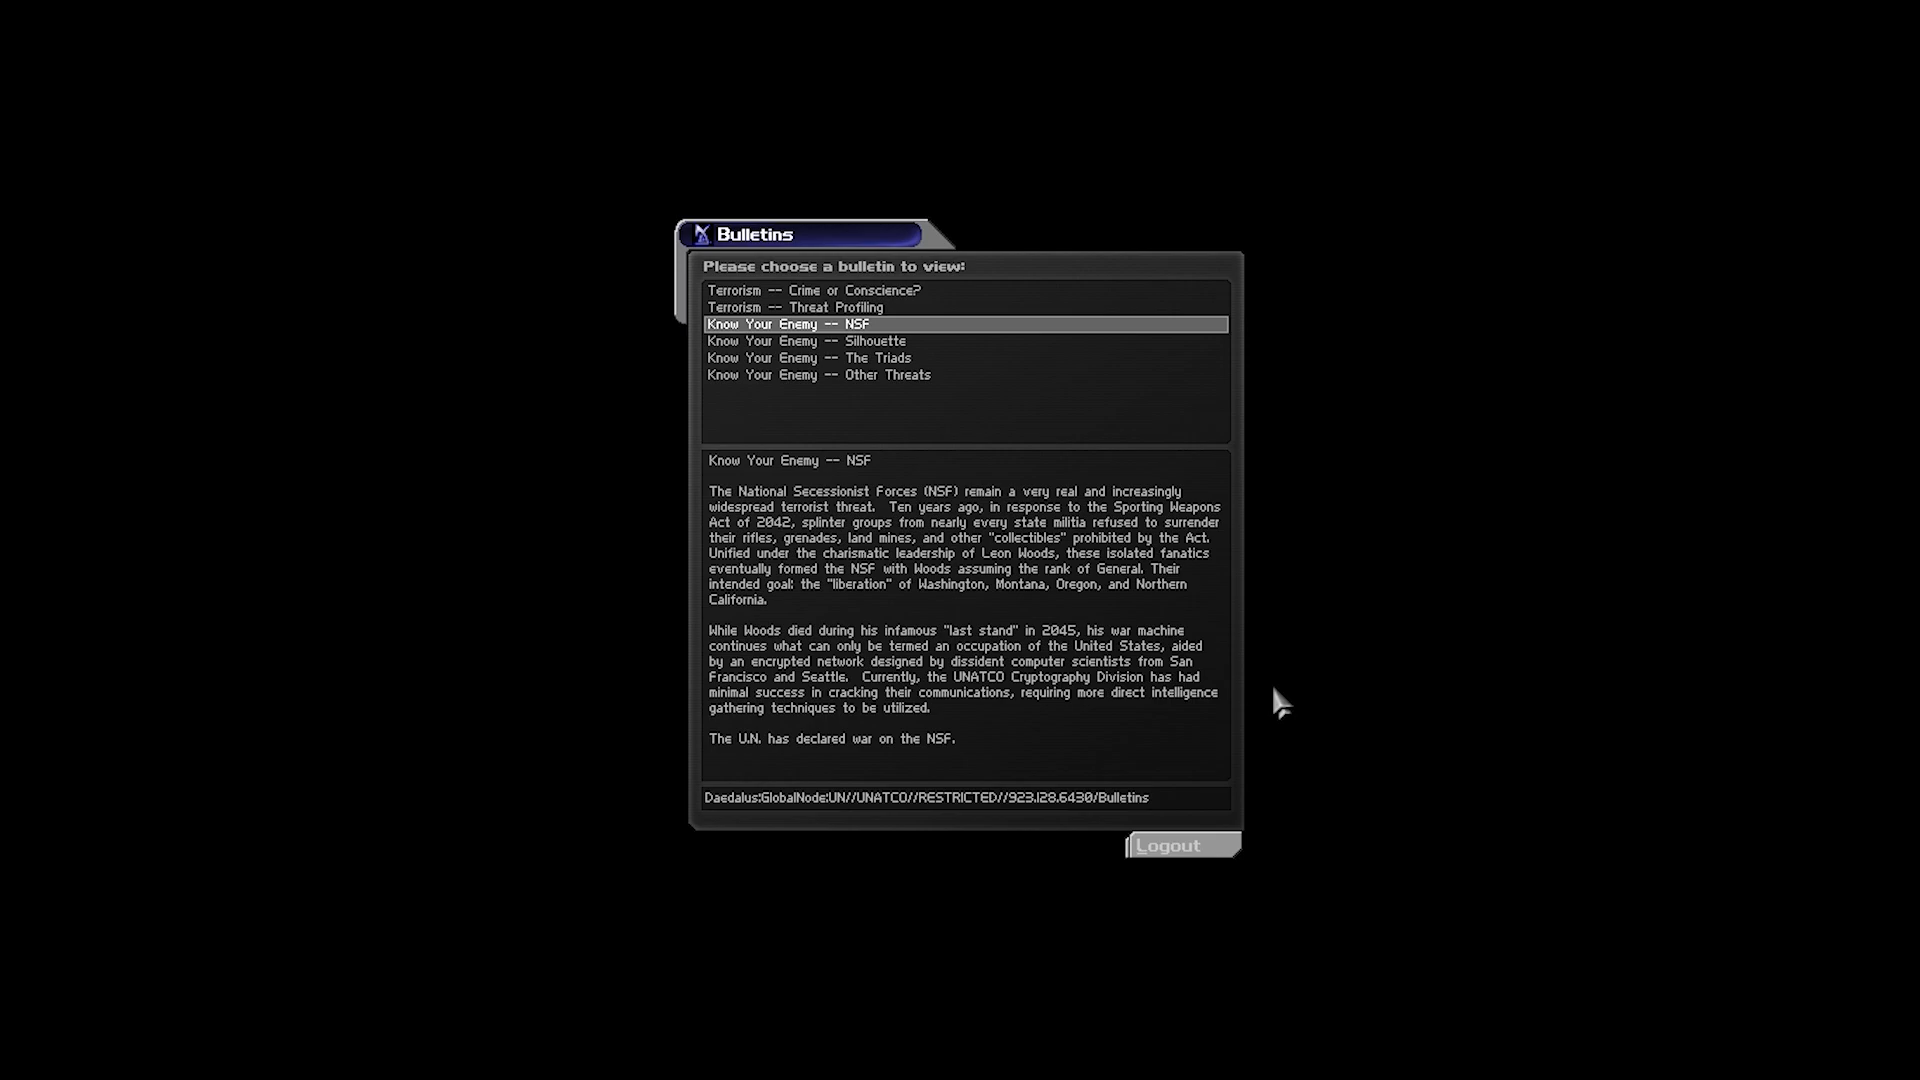 Bulletins
Please choose a bulletin to view:
Terrorism -- Crime or Conscience?
Terrorism -- Threat Profiling
Know Your Enemy -- NSF
Know Your Enemy -- Silhouette
Know Your Enemy -- The Triads
Know Your Enemy -- Other Threats
Know Your Enemy -- NSF
The National Secessionist Forces (NSF) remain a very real and increasingly
widespread terrorist threat.  Ten years ago, in response to the Sporting Weapons
Act of 2042, splinter groups from nearly every state militia refused to surrender
their rifles, grenades, land mines, and other "collectibles" prohibited by the Act.
Unified under the charismatic leadership of Leon Woods, these isolated fanatics
eventually formed the NSF with Woods assuming the rank of General. Their
intended goal: the "liberation" of Washington, Montana, Oregon, and Northern
California.
While Woods died during his infamous "last stand" in 2045, his war machine
continues what can only be termed an occupation of the United States, aided
by an encrypted network designed by dissident computer scientists from San
Francisco and Seattle.  Currently, the UNATCO Cryptography Division has had
minimal success in cracking their communications, requiring more direct intelligence
gathering techniques to be utilized.
The U.N. has declared war on the NSF.
Daedalus:GlobalNode:UN//UNATCO//RESTRICTED//923.128.6430/Bulletins
Logout